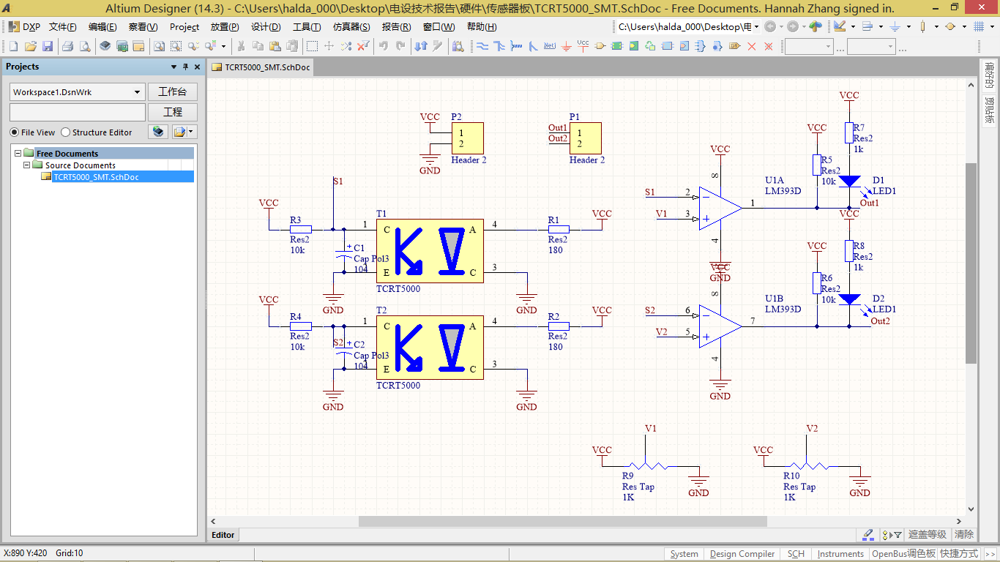 Altium Designer (14.3) - C:\Users\halda_000\Desktop\电设技术报告\硬件\传感器板\TCRT5000_SMT.SchDoc - Free Documents. Hannah Zhang signed in.
DXP 文件(F) 编辑(E) 察看(V) Project 放置(P) 设计(D) 工具(T) 仿真器(S) 报告(R) 窗口(W) 帮助(H) C:\Users\halda_000\Desktop\电
Net Vcc
Projects
TCRT5000_SMT.SchDoc
Workspace1.DsnWrk 工作台
工程
File View Structure Editor
Free Documents
Source Documents
TCRT5000_SMT.SchDoc
偏好的
剪贴板
VCC P2
1
2
Header 2
GND
P1
Out1 1
Out2 2
Header 2
S1
VCC
R3
Res2
10k
C1
Cap Pol3
104
GND
T1
1 C A 4
2 E C 3
TCRT5000
R1
Res2
180
VCC
GND
VCC
R4
Res2
10k
S2
C2
Cap Pol3
104
GND
T2
1 C A 4
2 E C 3
TCRT5000
R2
Res2
180
VCC
GND
VCC
8
S1 2
V1 3
1
4
U1A
LM393D
GND
VCC
R5
Res2
10k
VCC
R7
Res2
1k
D1
LED1
Out1
VCC
8
S2 6
V2 5
7
4
U1B
LM393D
GND
VCC
R6
Res2
10k
VCC
R8
Res2
1k
D2
LED1
Out2
V1
VCC
R9
Res Tap
1K
GND
V2
VCC
R10
Res Tap
1K
GND
Editor 遮盖等级 清除
X:890 Y:420 Grid:10 System Design Compiler SCH Instruments OpenBus调色板 快捷方式 >>